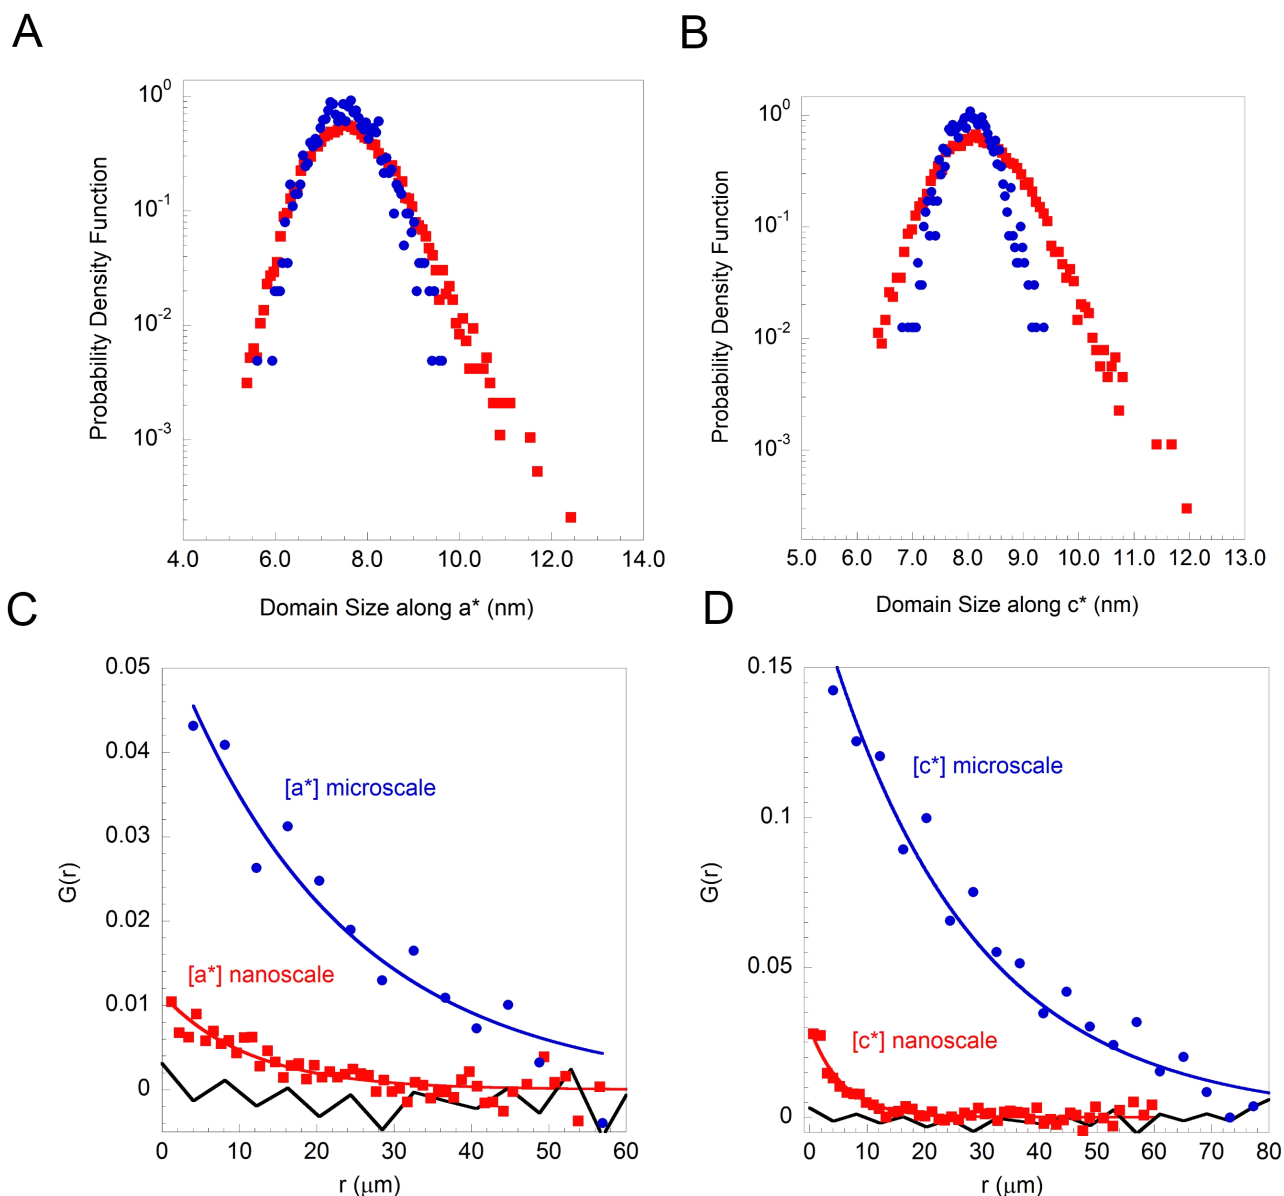 A
B
10^0
10^-1
10^-2
10^-3
Probability Density Function
4.0 6.0 8.0 10.0 12.0 14.0
Domain Size along a* (nm)
10^0
10^-1
10^-2
10^-3
Probability Density Function
5.0 6.0 7.0 8.0 9.0 10.0 11.0 12.0 13.0
Domain Size along c* (nm)
C
D
0.05
0.04
0.03
0.02
0.01
0
G(r)
[a*] microscale
[a*] nanoscale
0 10 20 30 40 50 60
r (μm)
0.15
0.1
0.05
0
G(r)
[c*] microscale
[c*] nanoscale
0 10 20 30 40 50 60 70 80
r (μm)